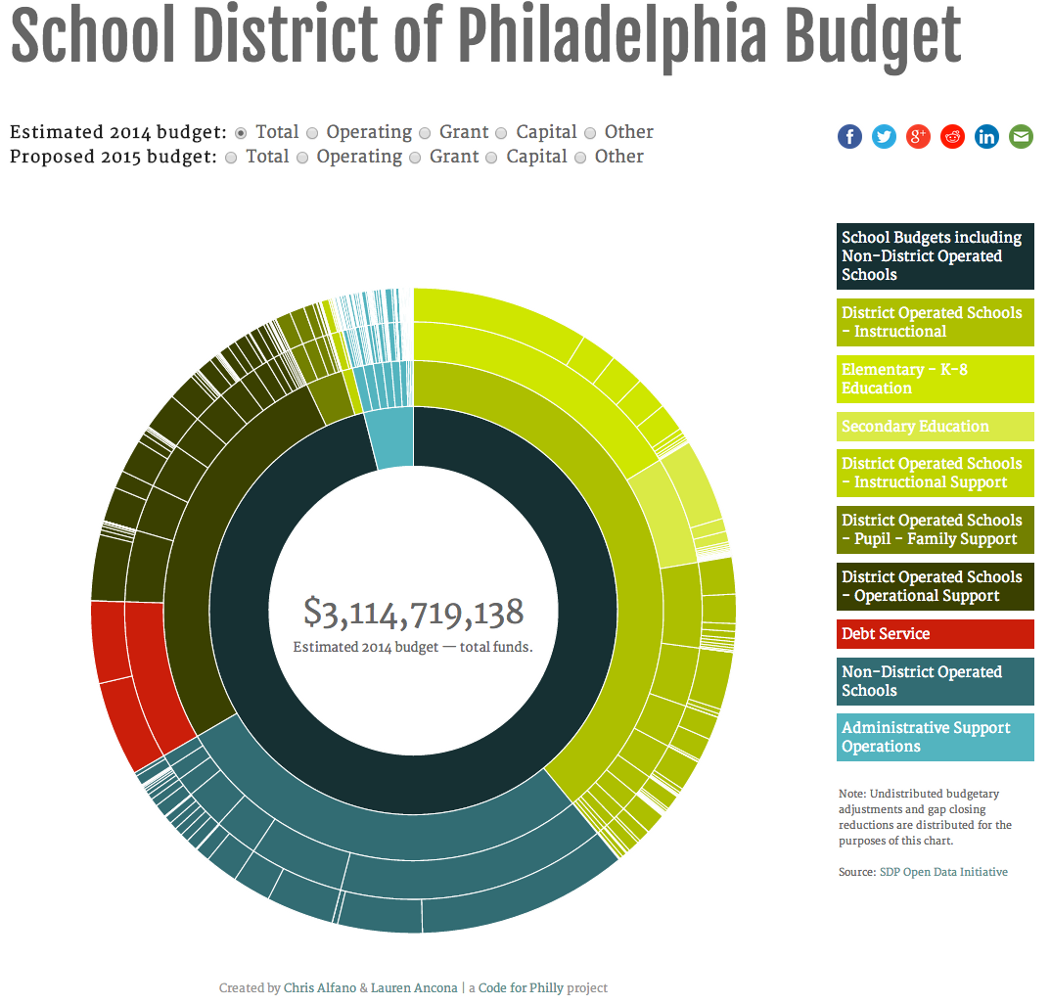 School District of Philadelphia Budget
Estimated 2014 budget: Total Operating Grant Capital Other
Proposed 2015 budget: Total Operating Grant Capital Other
f g+ in
School Budgets including
Non-District Operated
Schools
District Operated Schools
- Instructional
Elementary - K-8
Education
Secondary Education
District Operated Schools
- Instructional Support
District Operated Schools
- Pupil - Family Support
District Operated Schools
- Operational Support
Debt Service
Non-District Operated
Schools
Administrative Support
Operations
$3,114,719,138
Estimated 2014 budget — total funds.
Note: Undistributed budgetary
adjustments and gap closing
reductions are distributed for the
purposes of this chart.
Source: SDP Open Data Initiative
Created by Chris Alfano & Lauren Ancona | a Code for Philly project